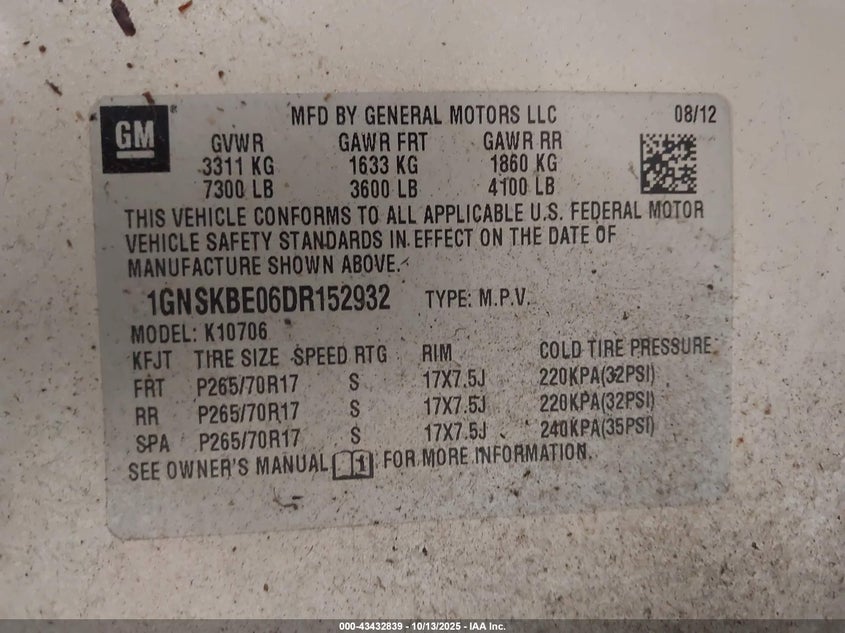 GM ®
MFD BY GENERAL MOTORS LLC 08/12
GVWR GAWR FRT GAWR RR
3311 KG 1633 KG 1860 KG
7300 LB 3600 LB 4100 LB
THIS VEHICLE CONFORMS TO ALL APPLICABLE U.S. FEDERAL MOTOR
VEHICLE SAFETY STANDARDS IN EFFECT ON THE DATE OF
MANUFACTURE SHOWN ABOVE.
1GNSKBE06DR152932 TYPE: M.P.V.
MODEL: K10706
KFJT TIRE SIZE SPEED RTG RIM COLD TIRE PRESSURE
FRT P265/70R17 S 17X7.5J 220KPA(32PSI)
RR P265/70R17 S 17X7.5J 220KPA(32PSI)
SPA P265/70R17 S 17X7.5J 240KPA(35PSI)
SEE OWNER'S MANUAL FOR MORE INFORMATION.
000-43432839 - 10/13/2025 - IAA Inc.